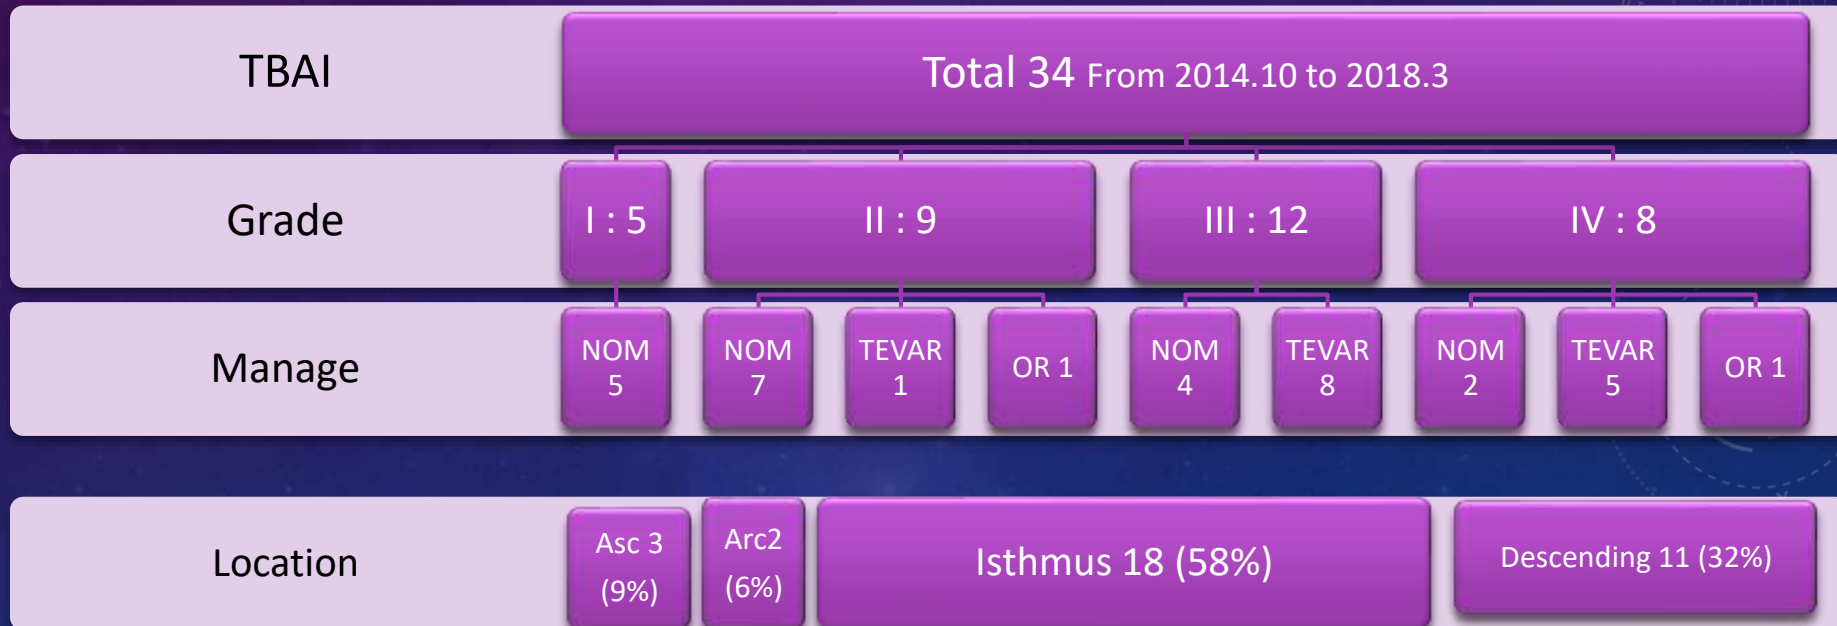 TBAI
Total 34 From 2014.10 to 2018.3
Grade
I : 5
II : 9
III : 12
IV : 8
Manage
NOM
5
NOM
7
TEVAR
1
OR 1
NOM
4
TEVAR
8
NOM
2
TEVAR
5
OR 1
Location
Asc 3
(9%)
Arc2
(6%)
Isthmus 18 (58%)
Descending 11 (32%)